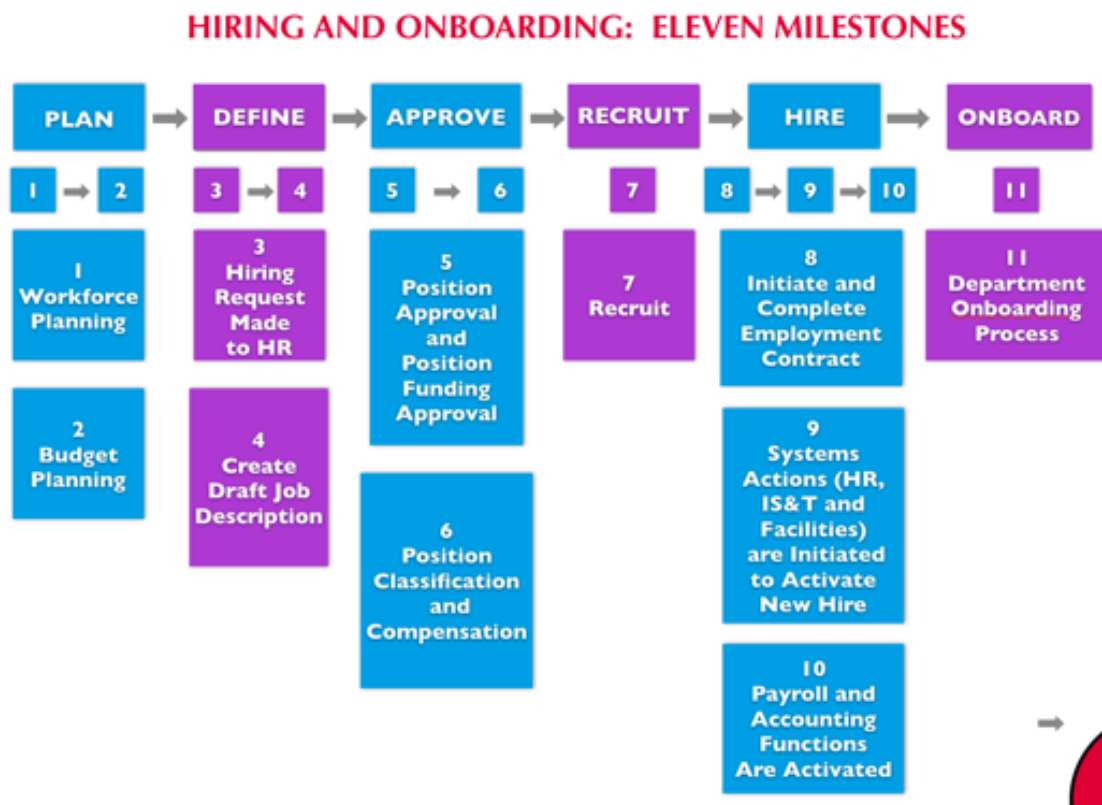 HIRING AND ONBOARDING: ELEVEN MILESTONES
PLAN
DEFINE
APPROVE
RECRUIT
HIRE
ONBOARD
1
2
3
4
5
6
7
8
9
10
11
1
Workforce
Planning
2
Budget
Planning
3
Hiring
Request
Made
to HR
4
Create
Draft Job
Description
5
Position
Approval
and
Position
Funding
Approval
6
Position
Classification
and
Compensation
7
Recruit
8
Initiate and
Complete
Employment
Contract
9
Systems
Actions (HR,
IS&T and
Facilities)
are Initiated
to Activate
New Hire
10
Payroll and
Accounting
Functions
Are Activated
11
Department
Onboarding
Process